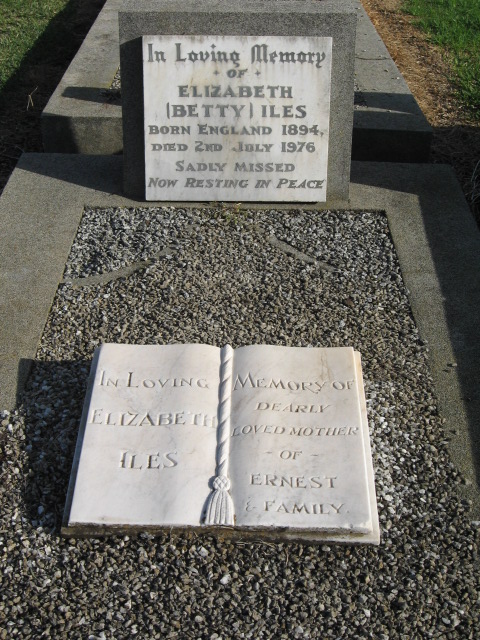 In Loving Memory
· OF ·
ELIZABETH
(BETTY) ILES
BORN ENGLAND 1894,
DIED 2ND JULY 1976
SADLY MISSED
NOW RESTING IN PEACE
IN LOVING
ELIZABETH
ILES
MEMORY OF
DEARLY
LOVED MOTHER
- OF -
ERNEST
& FAMILY.